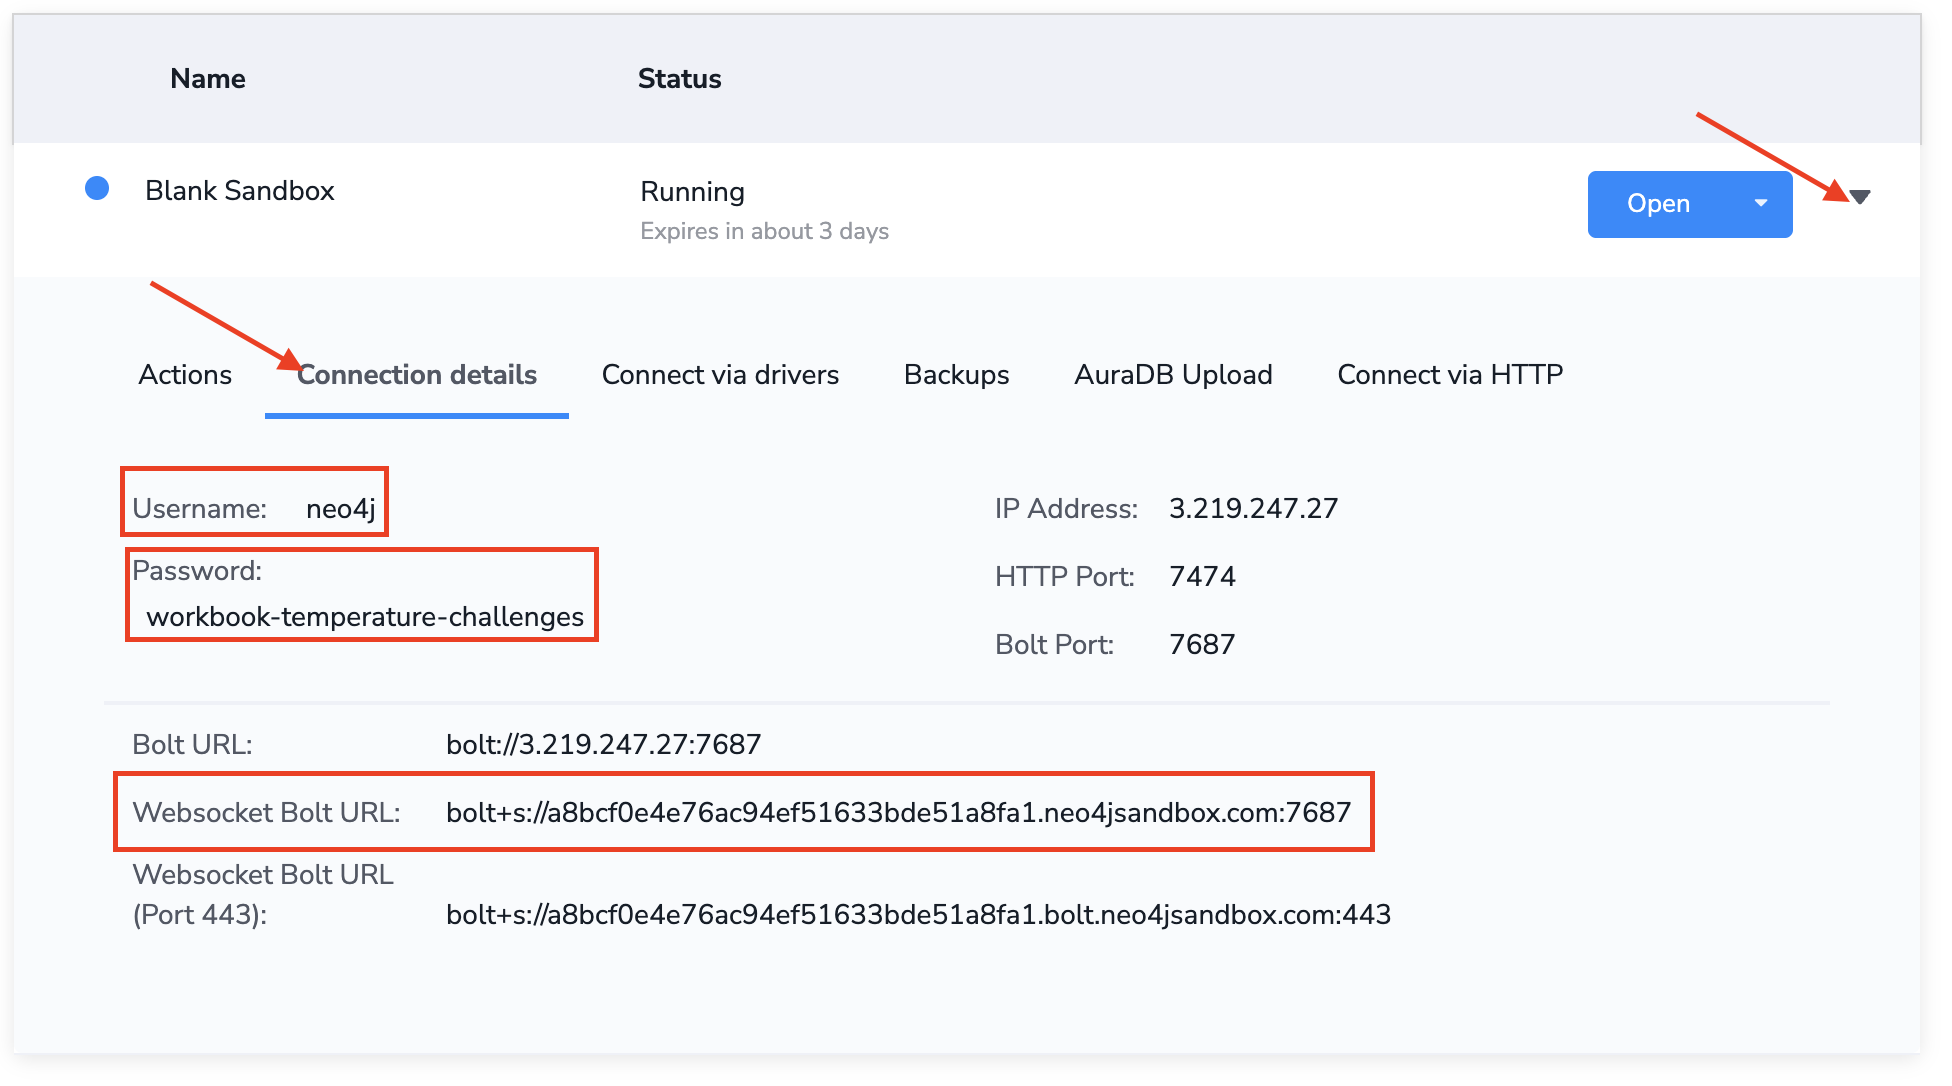 Name Status
Blank Sandbox Running Open
Expires in about 3 days
Actions Connection details Connect via drivers Backups AuraDB Upload Connect via HTTP
Username: neo4j IP Address: 3.219.247.27
Password: HTTP Port: 7474
workbook-temperature-challenges
Bolt Port: 7687
Bolt URL: bolt://3.219.247.27:7687
Websocket Bolt URL: bolt+s://a8bcf0e4e76ac94ef51633bde51a8fa1.neo4jsandbox.com:7687
Websocket Bolt URL
(Port 443): bolt+s://a8bcf0e4e76ac94ef51633bde51a8fa1.bolt.neo4jsandbox.com:443